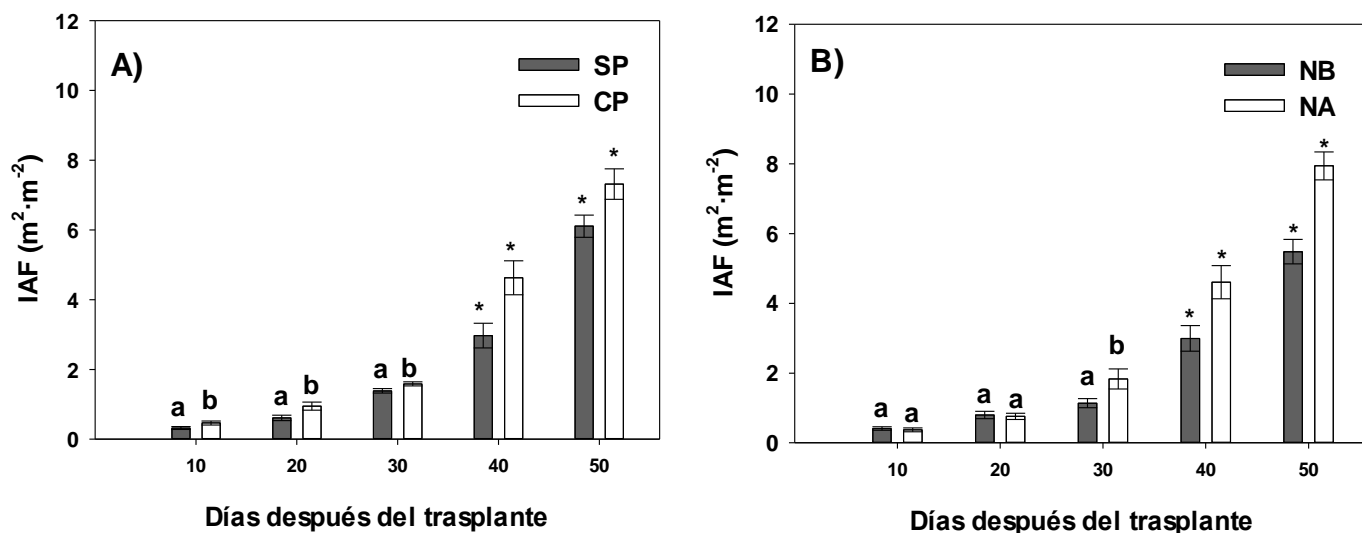 A)
SP
CP
IAF (m²·m⁻²)
12
10
8
6
4
2
0
a b a b a b * * * *
10 20 30 40 50
Días después del trasplante
B)
NB
NA
IAF (m²·m⁻²)
12
10
8
6
4
2
0
a a a a a b * * * *
10 20 30 40 50
Días después del trasplante